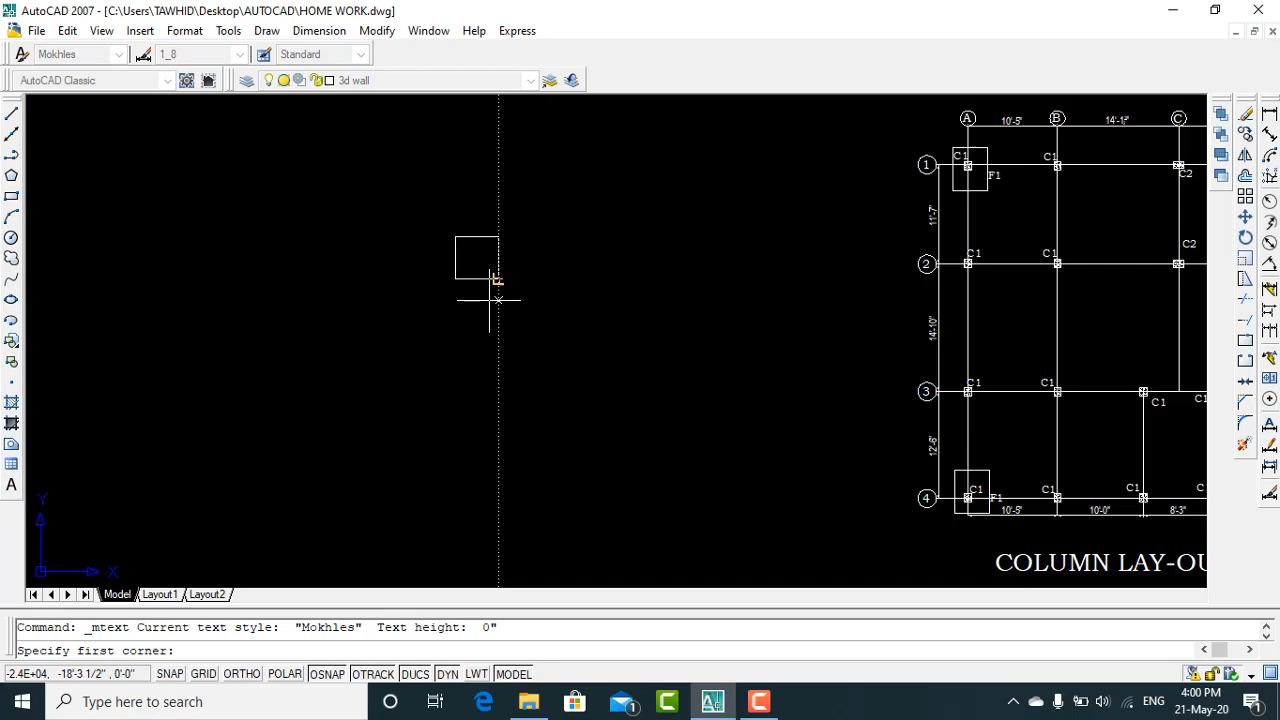 AutoCAD 2007 - [C:\Users\TAWHID\Desktop\AUTOCAD\HOME WORK.dwg]
File Edit View Insert Format Tools Draw Dimension Modify Window Help Express
Mokhles 1_8 Standard
AutoCAD Classic 3d wall
A 10'-5" B 14'-1½" C
1 C1 C1 C2
F1
11'-7"
C2
2 C1 C1
14'-10"
3 C1 C1 C1 C1
12'-6"
4 C1 C1 C1 C
F1
10'-5" 10'-0" 8'-3"
COLUMN LAY-OU
Y
X
Model Layout1 Layout2
Command: _mtext Current text style: "Mokhles" Text height: 0"
Specify first corner:
-2.4E+04, -18'-3 1/2", 0'-0" SNAP GRID ORTHO POLAR OSNAP OTRACK DUCS DYN LWT MODEL
Type here to search
1
ENG
4:00 PM
21-May-20
1